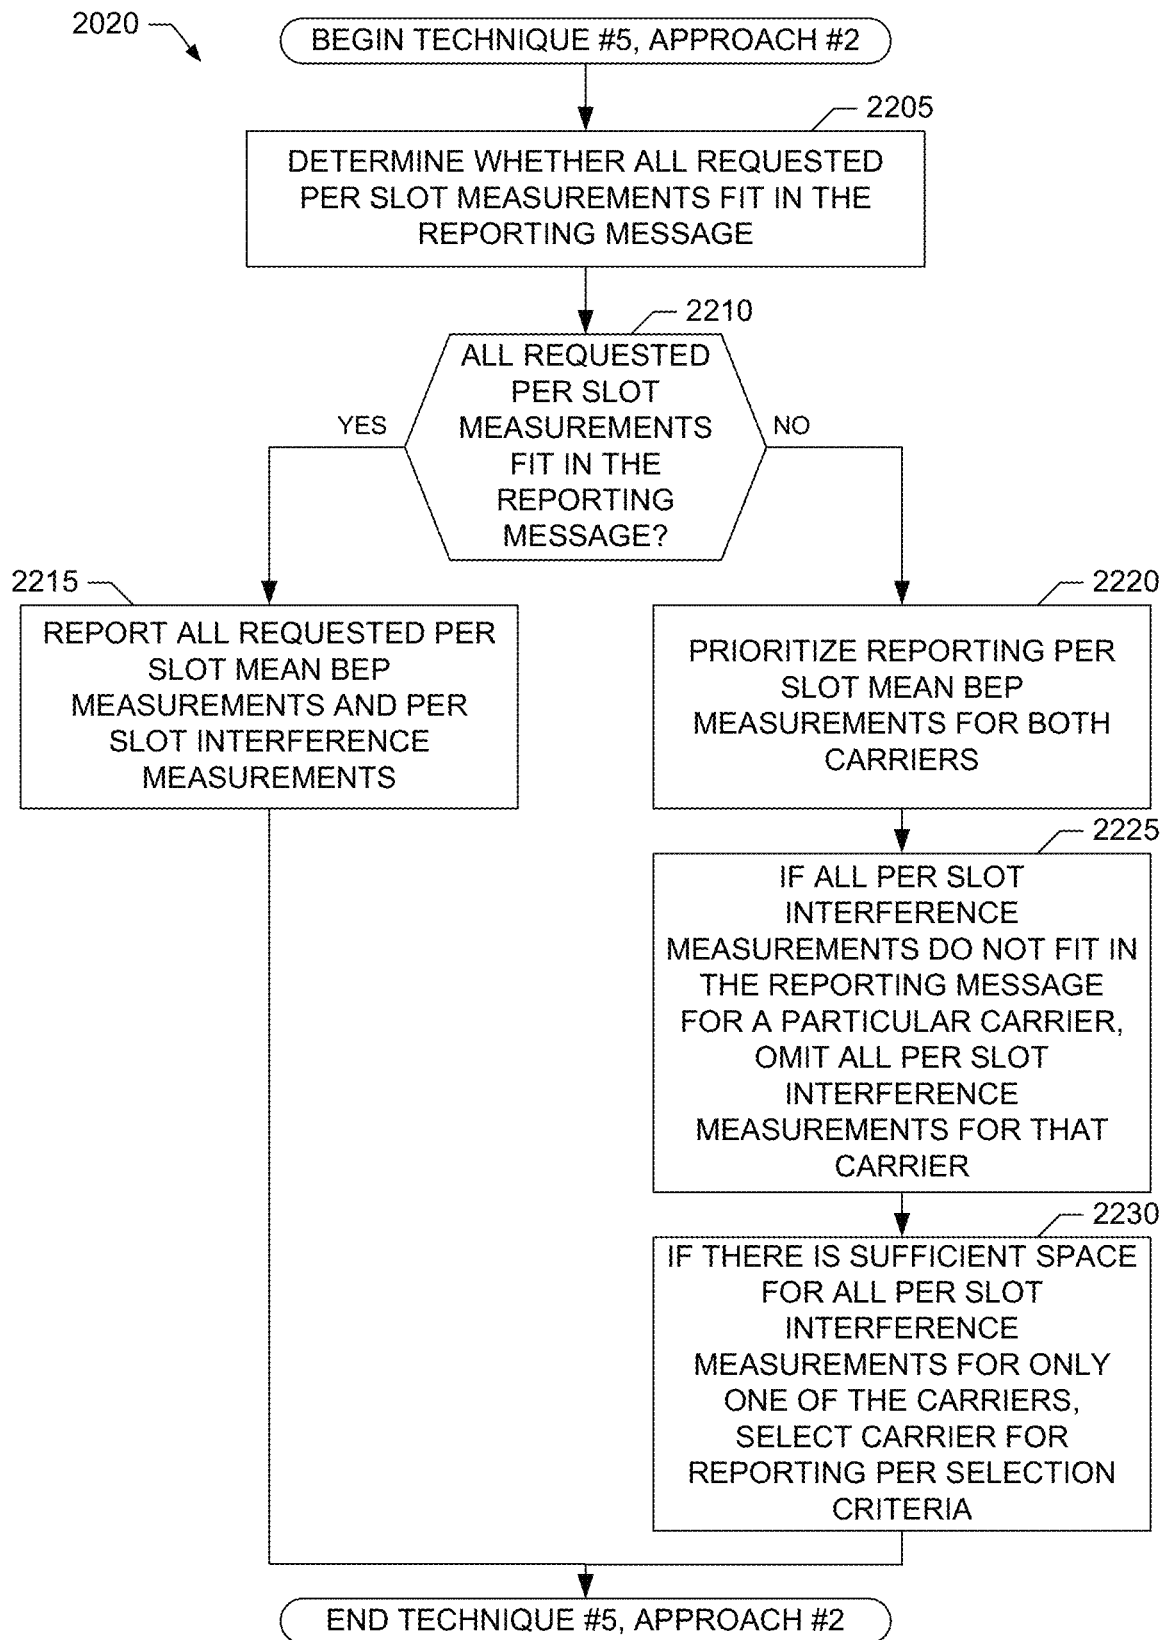 2020
BEGIN TECHNIQUE #5, APPROACH #2
2205
DETERMINE WHETHER ALL REQUESTED
PER SLOT MEASUREMENTS FIT IN THE
REPORTING MESSAGE
2210
ALL REQUESTED
PER SLOT
MEASUREMENTS
FIT IN THE
REPORTING
MESSAGE?
YES
NO
2215
REPORT ALL REQUESTED PER
SLOT MEAN BEP
MEASUREMENTS AND PER
SLOT INTERFERENCE
MEASUREMENTS
2220
PRIORITIZE REPORTING PER
SLOT MEAN BEP
MEASUREMENTS FOR BOTH
CARRIERS
2225
IF ALL PER SLOT
INTERFERENCE
MEASUREMENTS DO NOT FIT IN
THE REPORTING MESSAGE
FOR A PARTICULAR CARRIER,
OMIT ALL PER SLOT
INTERFERENCE
MEASUREMENTS FOR THAT
CARRIER
2230
IF THERE IS SUFFICIENT SPACE
FOR ALL PER SLOT
INTERFERENCE
MEASUREMENTS FOR ONLY
ONE OF THE CARRIERS,
SELECT CARRIER FOR
REPORTING PER SELECTION
CRITERIA
END TECHNIQUE #5, APPROACH #2